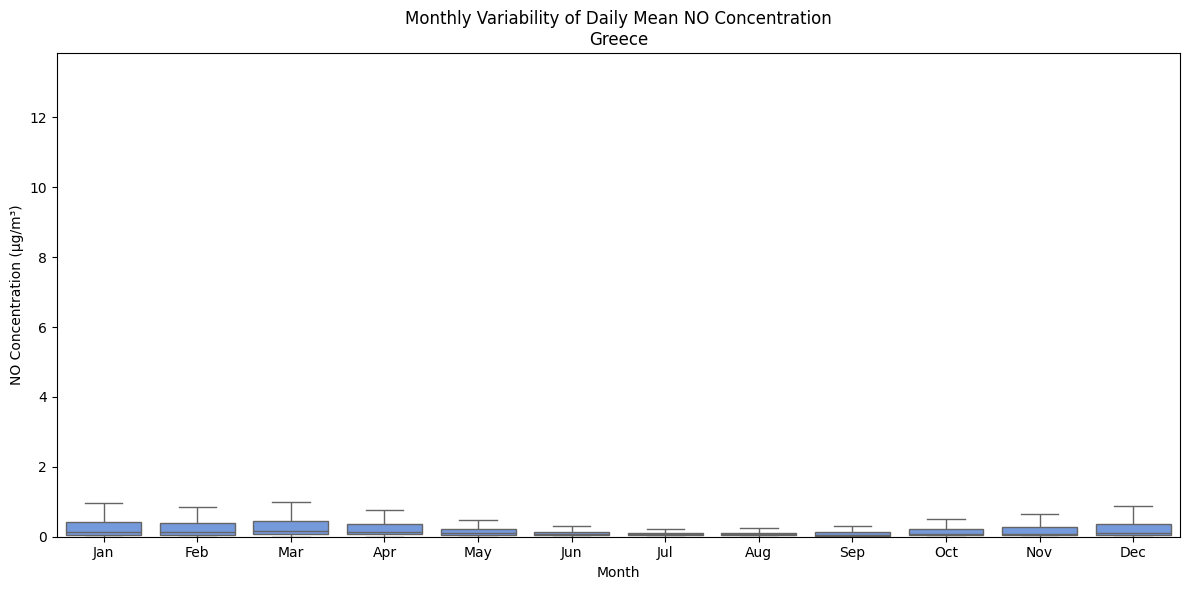 Monthly Variability of Daily Mean NO Concentration
Greece
NO Concentration (µg/m³)
12
10
8
6
4
2
0
Jan Feb Mar Apr May Jun Jul Aug Sep Oct Nov Dec
Month